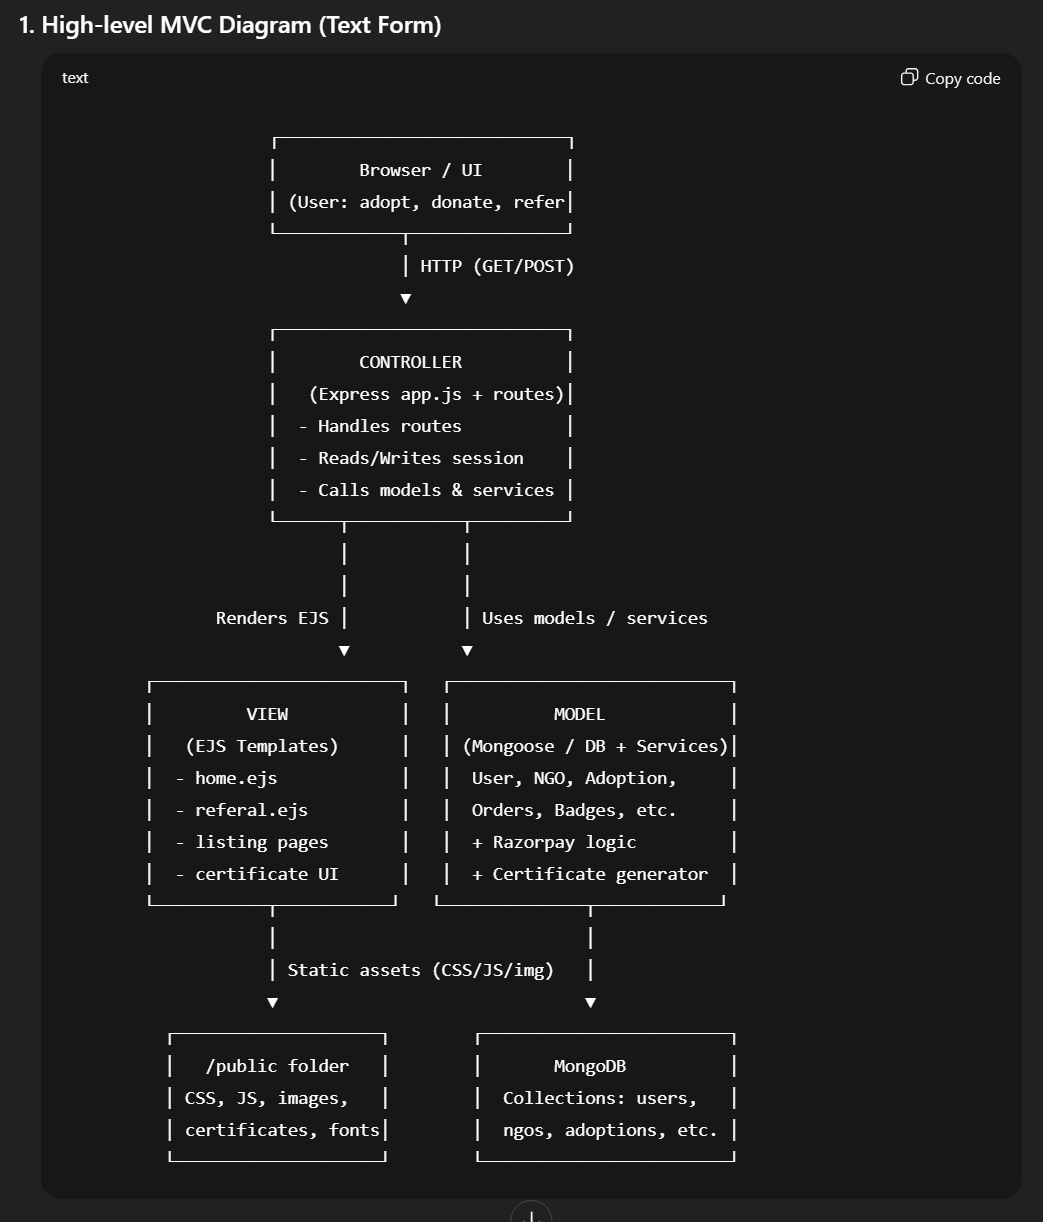 1. High-level MVC Diagram (Text Form)
text
Copy code
Browser / UI
(User: adopt, donate, refer
HTTP (GET/POST)
▼
CONTROLLER
(Express app.js + routes)
- Handles routes
- Reads/Writes session
- Calls models & services
Renders EJS
Uses models / services
▼ ▼
VIEW
(EJS Templates)
- home.ejs
- referal.ejs
- listing pages
- certificate UI
MODEL
(Mongoose / DB + Services)
User, NGO, Adoption,
Orders, Badges, etc.
+ Razorpay logic
+ Certificate generator
Static assets (CSS/JS/img)
▼ ▼
/public folder
CSS, JS, images,
certificates, fonts
MongoDB
Collections: users,
ngos, adoptions, etc.